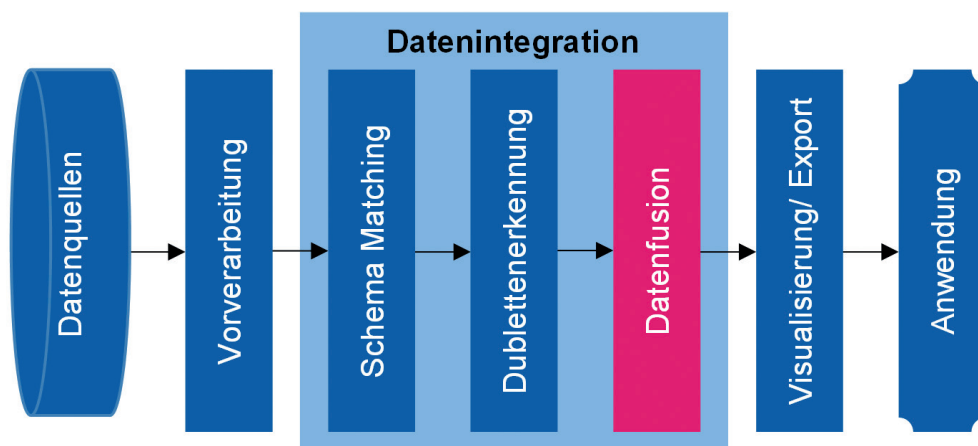 Datenintegration
Datenquellen
Vorverarbeitung
Schema Matching
Dublettenerkennung
Datenfusion
Visualisierung/ Export
Anwendung